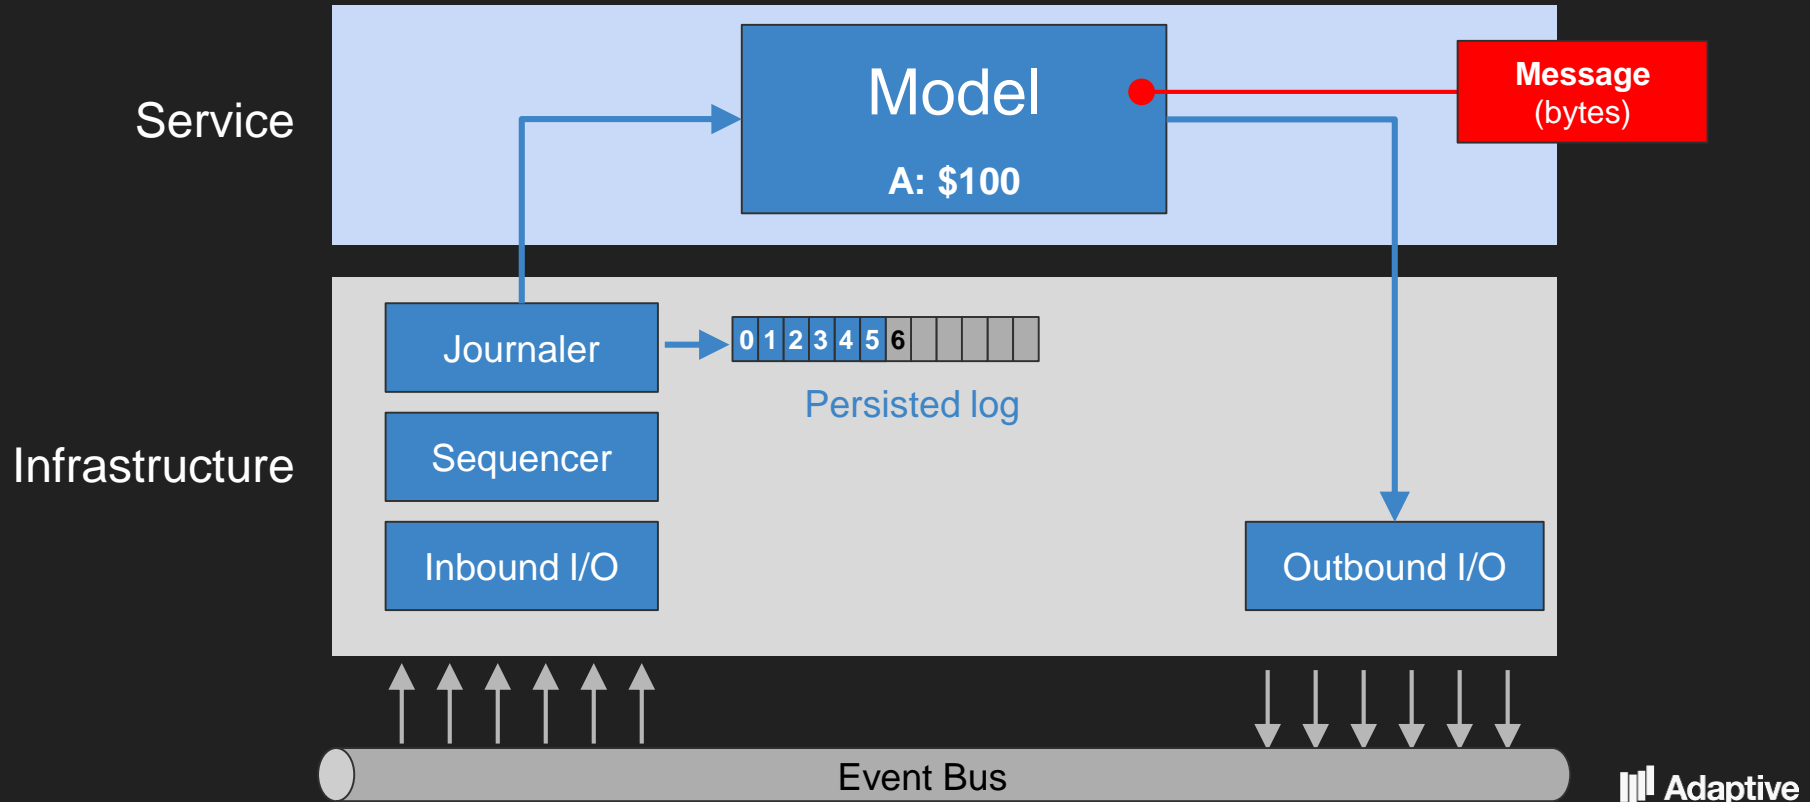 Service
Model
A: $100
Message
(bytes)
Infrastructure
Journaler
0 1 2 3 4 5 6
Persisted log
Sequencer
Inbound I/O
Outbound I/O
Event Bus
Adaptive